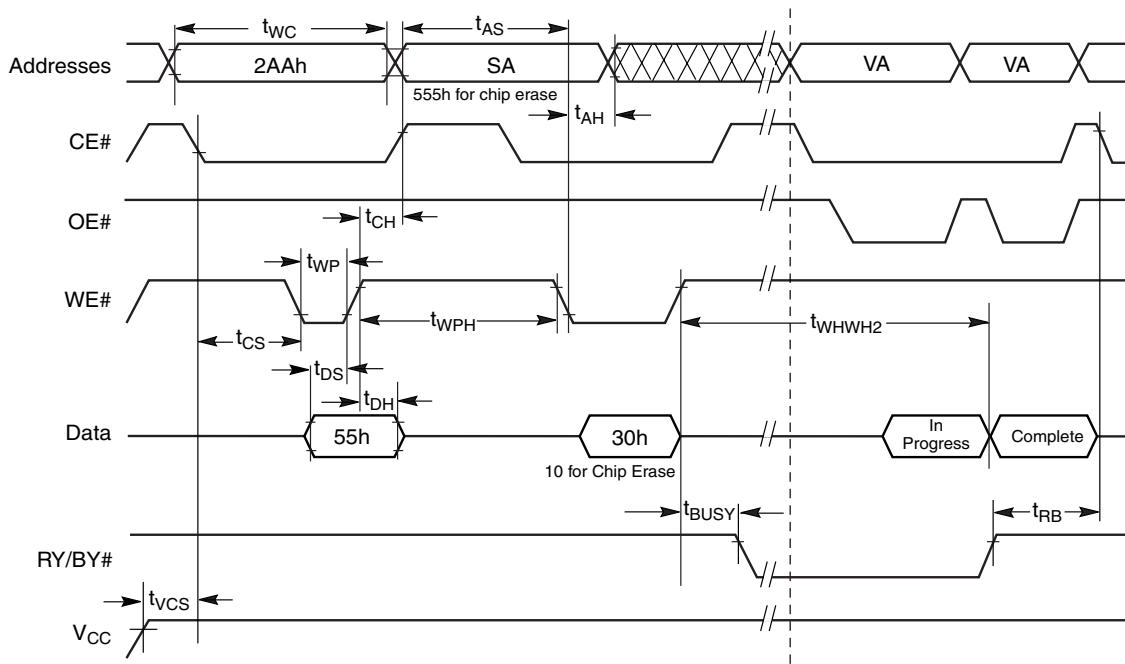 tWC
tAS
Addresses
2AAh
SA
VA
VA
555h for chip erase
tAH
CE#
OE#
tCH
tWP
WE#
tWPH
tWHWH2
tCS
tDS
tDH
Data
55h
30h
In
Progress
Complete
10 for Chip Erase
tBUSY
tRB
RY/BY#
tVCS
VCC